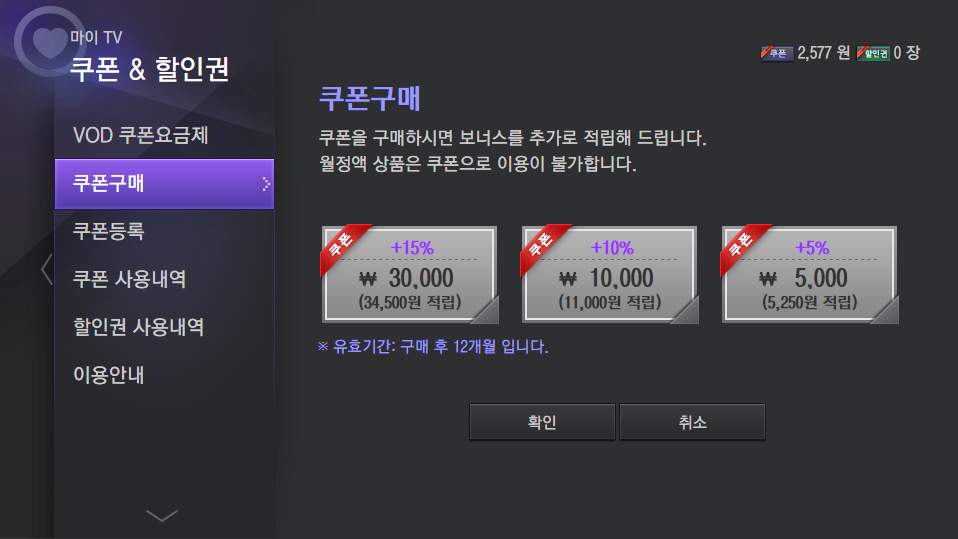 마이 TV
쿠폰 & 할인권
쿠폰 2,577 원 할인권 0 장
VOD 쿠폰요금제
쿠폰구매
쿠폰등록
쿠폰 사용내역
할인권 사용내역
이용안내
쿠폰구매
쿠폰을 구매하시면 보너스를 추가로 적립해 드립니다.
월정액 상품은 쿠폰으로 이용이 불가합니다.
쿠폰
+15%
₩ 30,000
(34,500원 적립)
쿠폰
+10%
₩ 10,000
(11,000원 적립)
쿠폰
+5%
₩ 5,000
(5,250원 적립)
※ 유효기간: 구매 후 12개월 입니다.
확인
취소